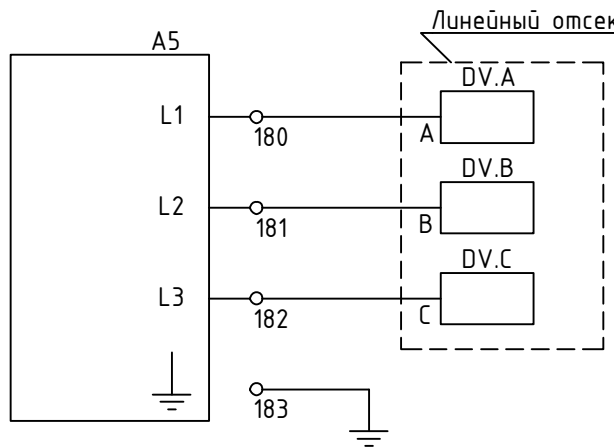 Линейный отсек
A5
DV.A
L1
180
A
DV.B
L2
181
B
DV.C
L3
182
C
183